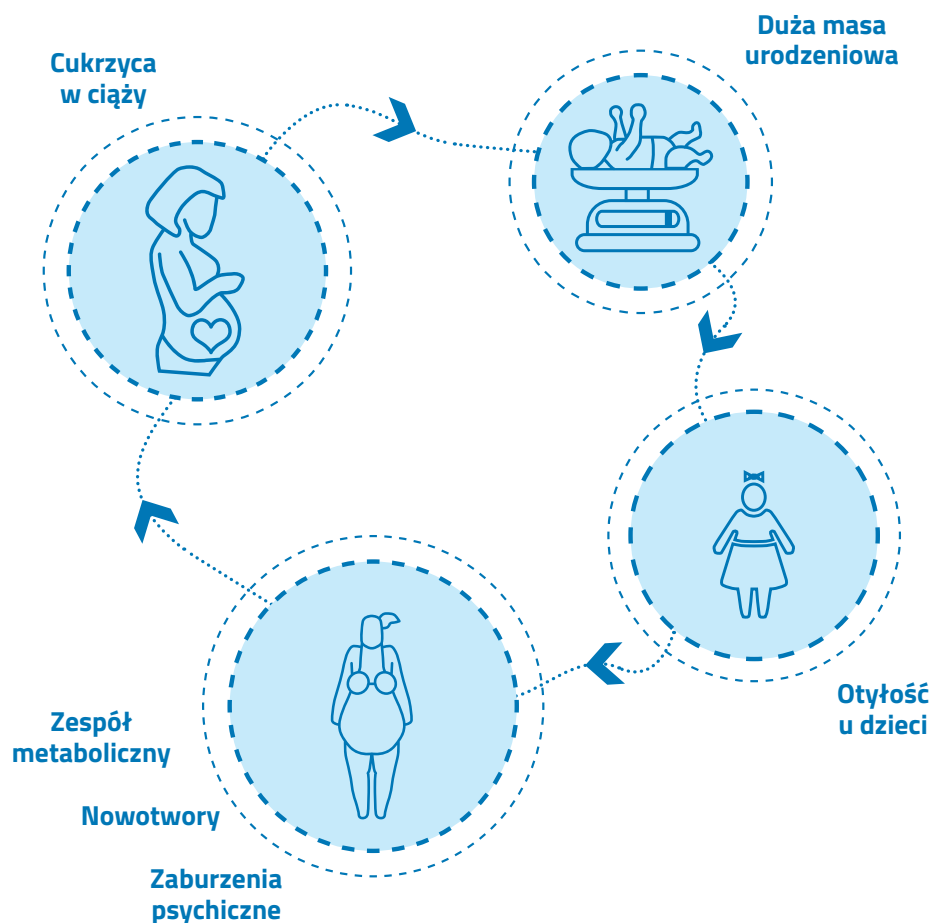 Cukrzyca
w ciąży
Duża masa
urodzeniowa
Otyłość
u dzieci
Zespół
metaboliczny
Nowotwory
Zaburzenia
psychiczne